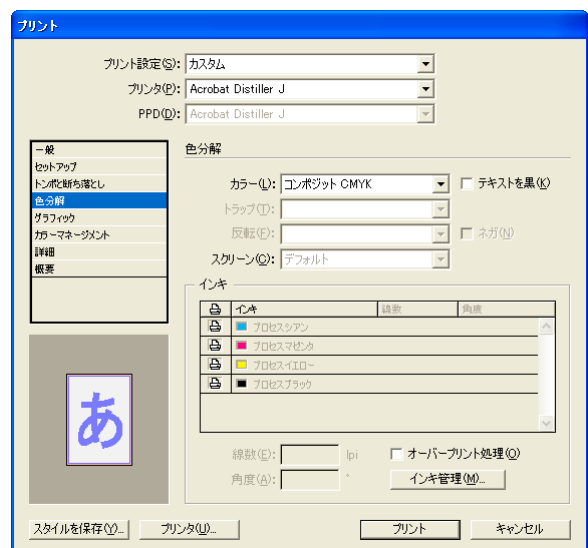 プリント
プリント設定(S): カスタム
プリンタ(P): Acrobat Distiller J
PPD(D): Acrobat Distiller J
一般
セットアップ
トンボと断ち落とし
色分解
グラフィック
カラーマネージメント
詳細
概要
色分解
カラー(L): コンポジット CMYK テキストを黒(K)
トラップ(T):
反転(F): ネガ(N)
スクリーン(C): デフォルト
インキ
インキ 線数 角度
プロセスシアン
プロセスマゼンタ
プロセスイエロー
プロセスブラック
線数(E): lpi オーバープリント処理(O)
角度(A): ° インキ管理(M)...
あ
スタイルを保存(Y)... プリンタ(U)... プリント キャンセル